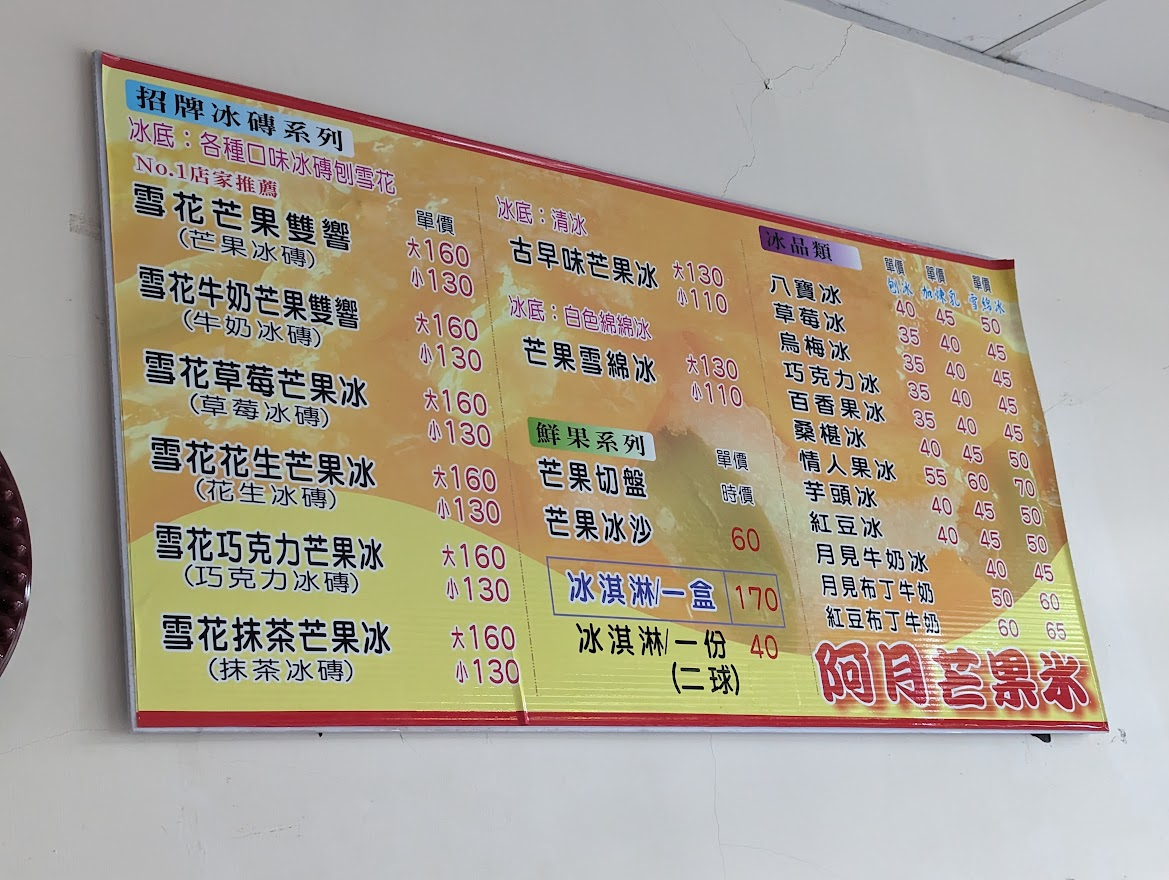 招牌冰磚系列
冰底：各種口味冰磚刨雪花
No.1店家推薦
單價
雪花芒果雙響 大160
(芒果冰磚) 小130
雪花牛奶芒果雙響 大160
(牛奶冰磚) 小130
雪花草莓芒果冰 大160
(草莓冰磚) 小130
雪花花生芒果冰 大160
(花生冰磚) 小130
雪花巧克力芒果冰 大160
(巧克力冰磚) 小130
雪花抹茶芒果冰 大160
(抹茶冰磚) 小130
冰底：清冰
古早味芒果冰 大130
小110
冰底：白色綿綿冰
芒果雪綿冰 大130
小110
鮮果系列 單價
芒果切盤 時價
芒果冰沙 60
冰淇淋/一盒 170
冰淇淋/一份 40
(二球)
冰品類 單價 單價 單價
刨冰 加煉乳 雪綿冰
八寶冰 40 45 50
草莓冰 35 40 45
烏梅冰 35 40 45
巧克力冰 35 40 45
百香果冰 35 40 45
桑椹冰 40 45 50
情人果冰 55 60 70
芋頭冰 40 45 50
紅豆冰 40 45 50
月見牛奶冰 40 45
月見布丁牛奶 50 60
紅豆布丁牛奶 60 65
阿月芒果冰